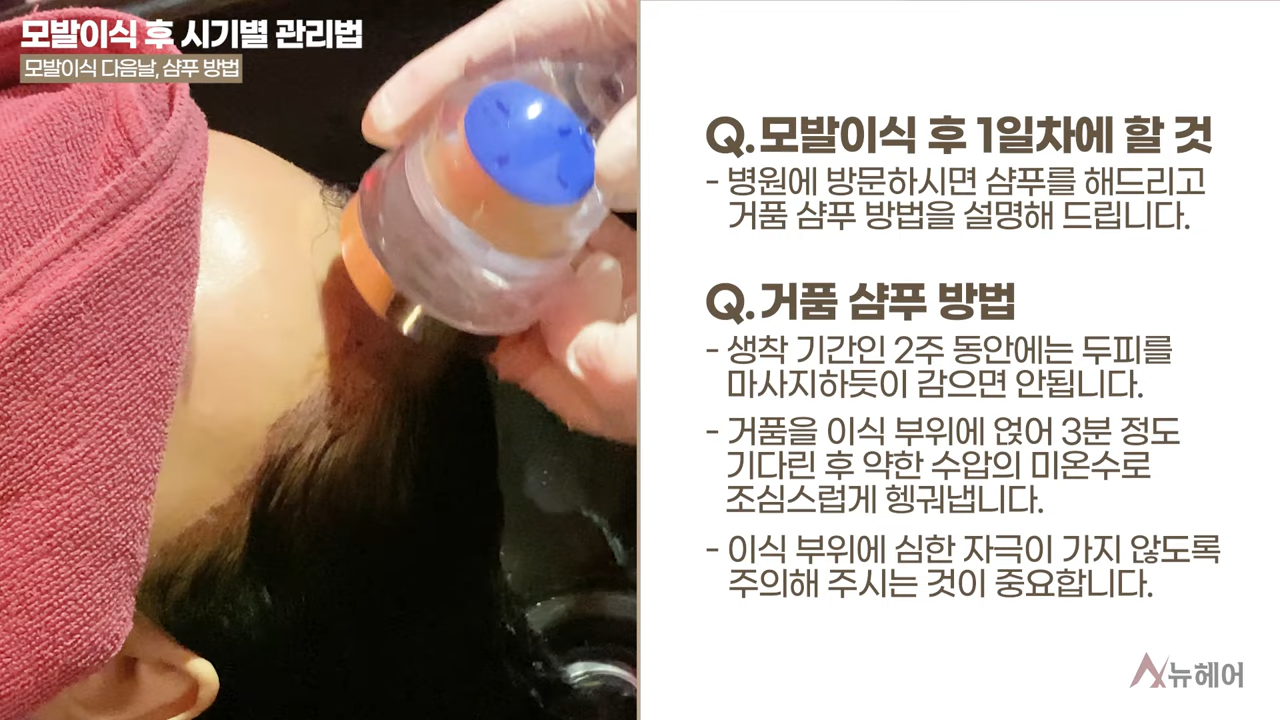 모발이식 후 시기별 관리법
모발이식 다음날, 샴푸 방법
Q. 모발이식 후 1일차에 할 것
- 병원에 방문하시면 샴푸를 해드리고
거품 샴푸 방법을 설명해 드립니다.
Q. 거품 샴푸 방법
- 생착 기간인 2주 동안에는 두피를
마사지하듯이 감으면 안됩니다.
- 거품을 이식 부위에 얹어 3분 정도
기다린 후 약한 수압의 미온수로
조심스럽게 헹궈냅니다.
- 이식 부위에 심한 자극이 가지 않도록
주의해 주시는 것이 중요합니다.
뉴헤어